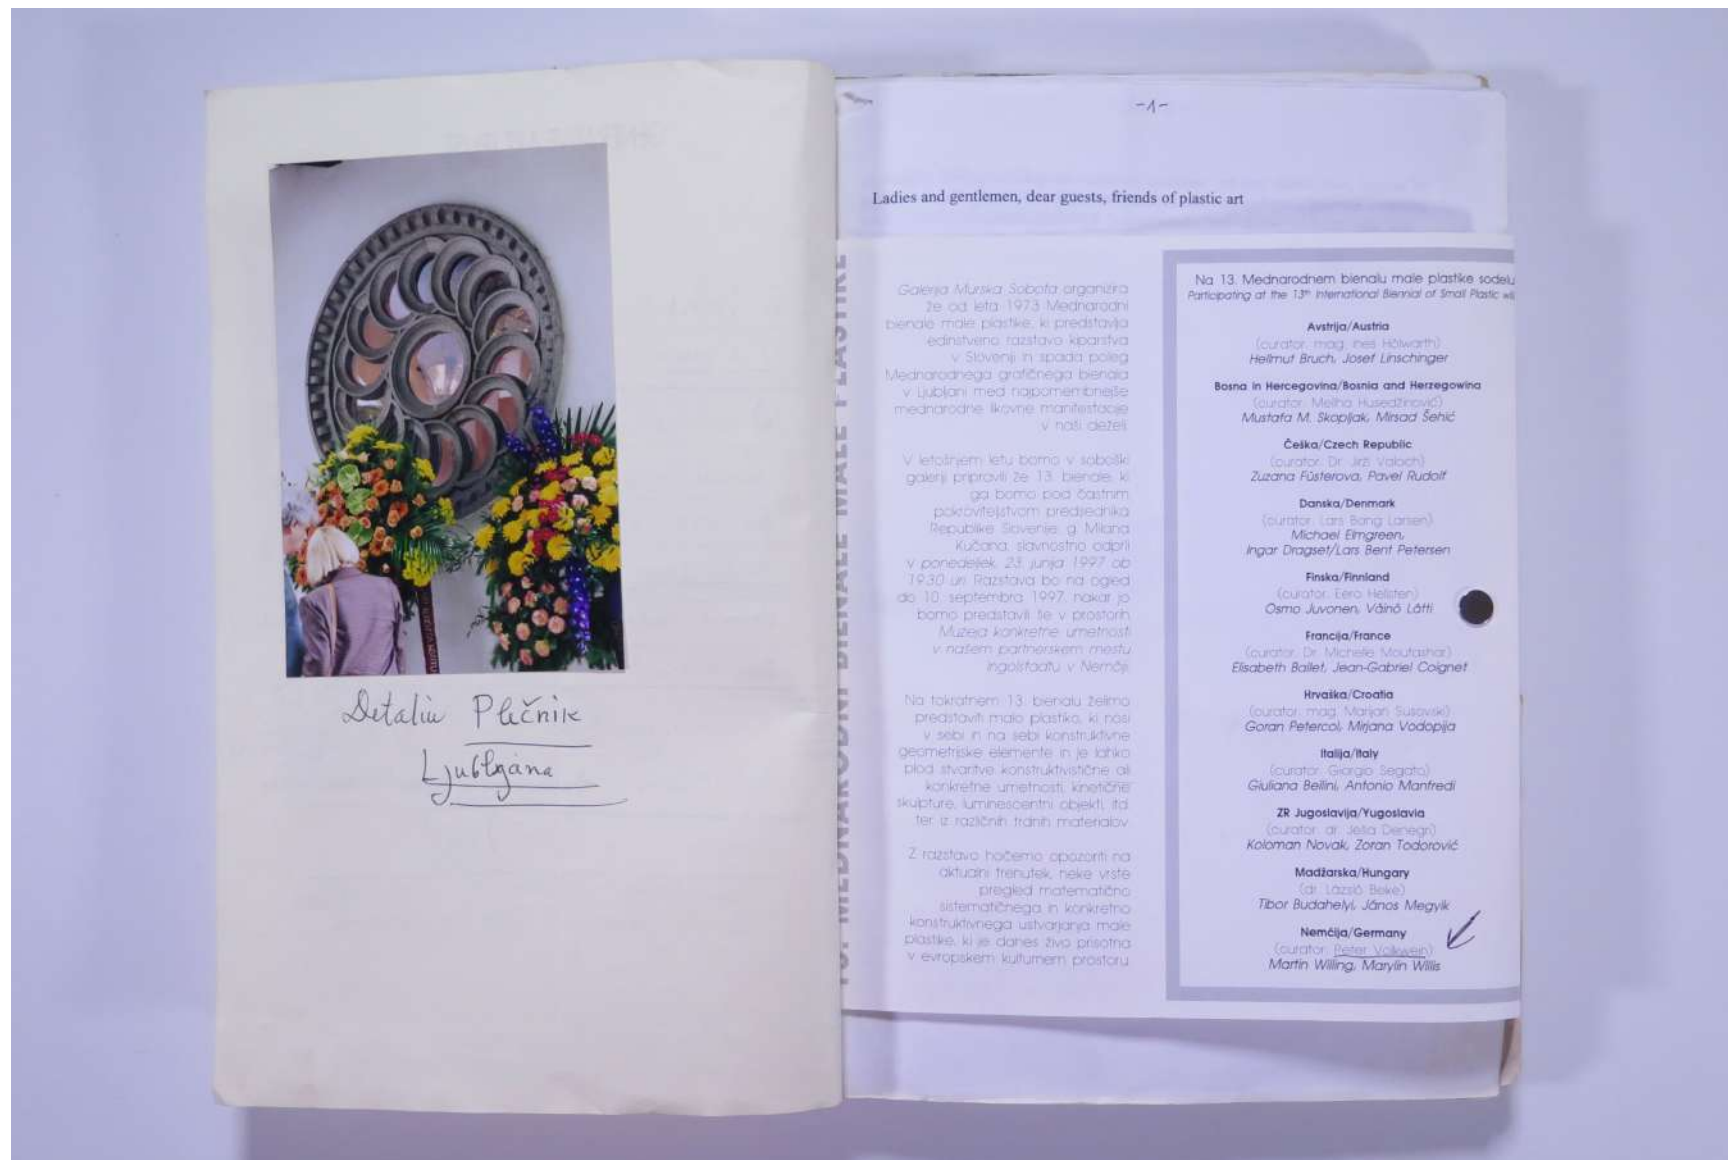 Detaliu Plečnik
Ljubljana
-1-
Ladies and gentlemen, dear guests, friends of plastic art
13. MEDNARODNI BIENALE MALE PLASTIKE
Galerija Murska Sobota organizira
že od leta 1973 Mednarodni
bienale male plastike, ki predstavlja
edinstveno razstavo kiparstva
v Sloveniji in spada poleg
Mednarodnega grafičnega bienala
v Ljubljani med najpomembnejše
mednarodne likovne manifestacije
v naši deželi.
V letošnjem letu bomo v soboški
galeriji pripravili že 13. bienale, ki
ga bomo pod častnim
pokroviteljstvom predsednika
Republike Slovenije, g. Milana
Kučana, slavnostno odprli
v ponedeljek, 23. junija 1997 ob
19.30 uri. Razstava bo na ogled
do 10. septembra 1997, nakar jo
bomo predstavili še v prostorih
Muzeja konkretne umetnosti
v našem partnerskem mestu
Ingolstadtu v Nemčiji.
Na tokratnem 13. bienalu želimo
predstaviti malo plastiko, ki nosi
v sebi in na sebi konstruktivne
geometrijske elemente in je lahko
plod stvaritve konstruktivistične ali
konkretne umetnosti, kinetične
skulpture, luminescentni objekti, itd.
ter iz različnih trdnih materialov.
Z razstavo hočemo opozoriti na
aktualni trenutek, neke vrste
pregled matematično
sistematičnega in konkretno
konstruktivnega ustvarjanja male
plastike, ki je danes živo prisotna
v evropskem kulturnem prostoru.
Na 13. Mednarodnem bienalu male plastike sodelu
Participating at the 13th International Biennial of Small Plastic wil
Avstrija/Austria
(curator: mag. Ines Höllwarth)
Hellmut Bruch, Josef Linschinger
Bosna in Hercegovina/Bosnia and Herzegowina
(curator: Meliha Husedžinović)
Mustafa M. Skopljak, Mirsad Šehić
Češka/Czech Republic
(curator: Dr. Jirži Valoch)
Zuzana Füsterova, Pavel Rudolf
Danska/Denmark
(curator: Lars Bang Larsen)
Michael Elmgreen,
Ingar Dragset/Lars Bent Petersen
Finska/Finnland
(curator: Eero Hellsten)
Osmo Juvonen, Väinö Lätti
Francija/France
(curator: Dr. Michele Moutashar)
Elisabeth Ballet, Jean-Gabriel Coignet
Hrvaška/Croatia
(curator: mag. Marijan Susovski)
Goran Petercol, Mirjana Vodopija
Italija/Italy
(curator: Giorgio Segato)
Giuliana Bellini, Antonio Manfredi
ZR Jugoslavija/Yugoslavia
(curator: dr. Ješa Denegri)
Koloman Novak, Zoran Todorović
Madžarska/Hungary
(dr. László Beke)
Tibor Budahelyi, János Megyik
Nemčija/Germany
(curator: Peter Volkwein)
Martin Willing, Marylin Willis